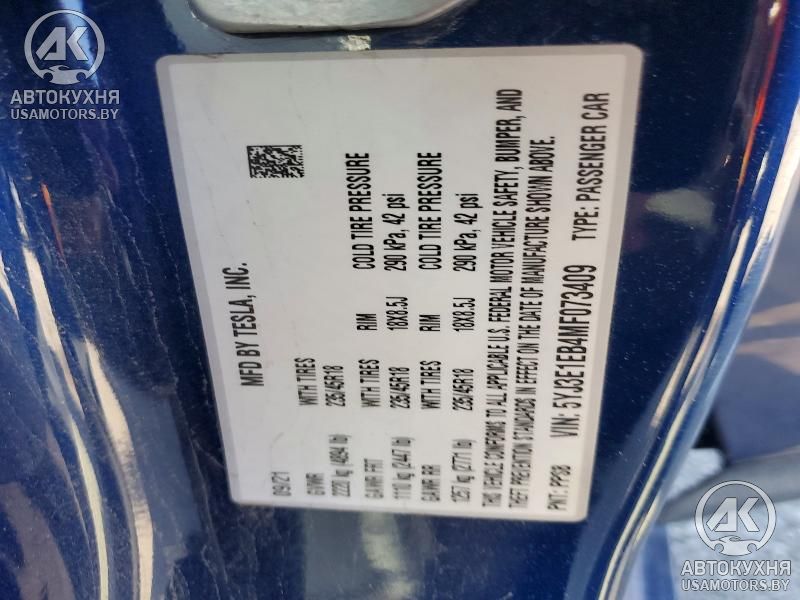 MFD BY TESLA, INC.
09/21
GVWR WITH TIRES RIM COLD TIRE PRESSURE
2220 kg (4894 lb) 235/45R18 18X8.5J 290 kPa, 42 psi
GAWR FRT WITH TIRES RIM COLD TIRE PRESSURE
1110 kg (2447 lb) 235/45R18 18X8.5J 290 kPa, 42 psi
GAWR RR WITH TIRES
1257 kg (2771 lb) 235/45R18
THIS VEHICLE CONFORMS TO ALL APPLICABLE U.S. FEDERAL MOTOR VEHICLE SAFETY, BUMPER, AND
THEFT PREVENTION STANDARDS IN EFFECT ON THE DATE OF MANUFACTURE SHOWN ABOVE.
PNT: PPSB VIN: 5YJ3E1EB4MF073409 TYPE: PASSENGER CAR
AK
АВТОКУХНЯ
USAMOTORS.BY
AK
АВТОКУХНЯ
USAMOTORS.BY